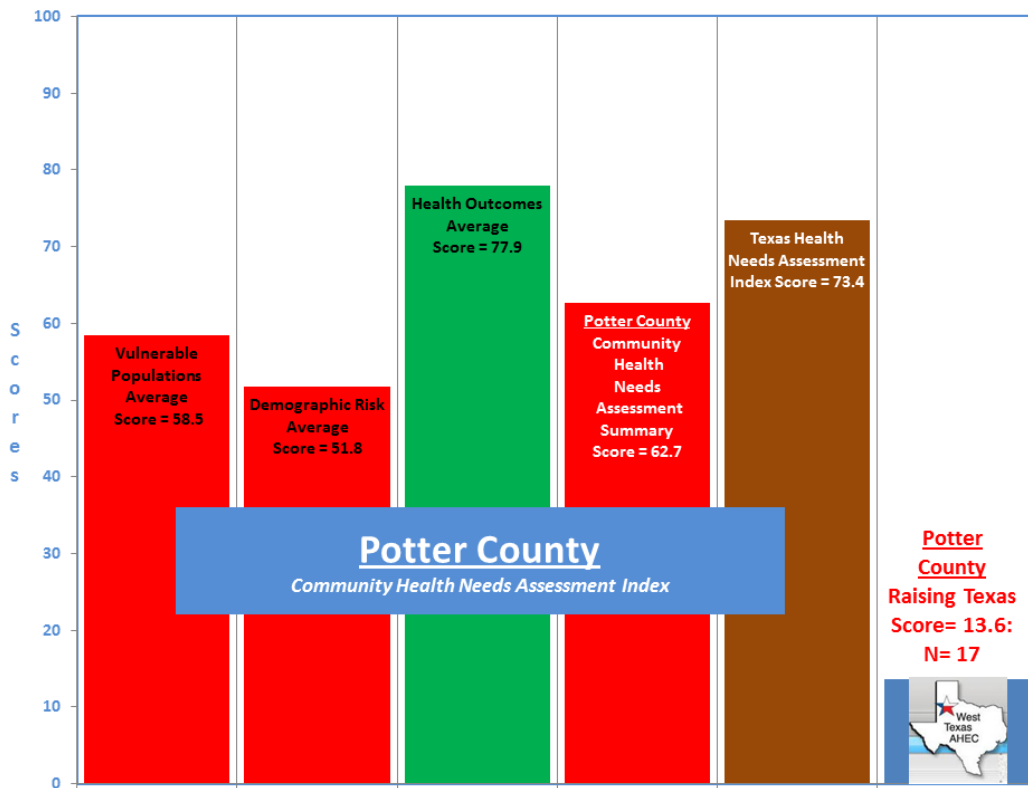 100
90
80
70
60
50
40
30
20
10
0
Scores
Vulnerable
Populations
Average
Score = 58.5
Demographic Risk
Average
Score = 51.8
Health Outcomes
Average
Score = 77.9
Potter County
Community
Health
Needs
Assessment
Summary
Score = 62.7
Texas Health
Needs Assessment
Index Score = 73.4
Potter County
Community Health Needs Assessment Index
Potter
County
Raising Texas
Score= 13.6:
N= 17
West
Texas
AHEC